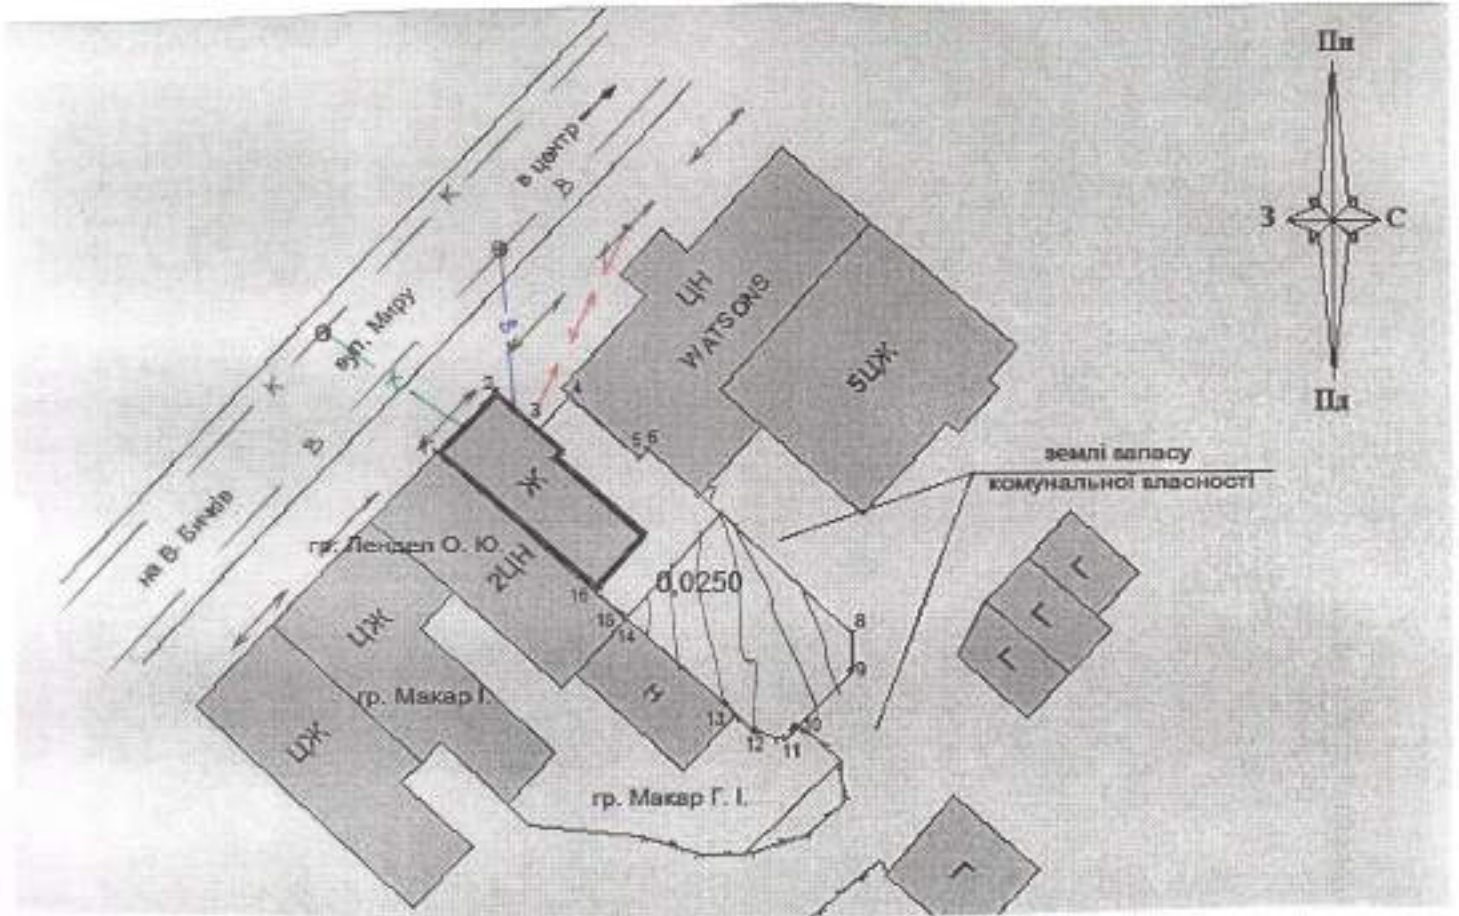 Пн
З С
Пд
в центр
К
В
вул. Миру
К
К
В
на В. Бичків
ЦН
WATSONS
5ЦЖ
землі запасу
комунальної власності
1
2
3
4
5 6
7
Ж
гр. Лендел О. Ю.
2ЦН
0,0250
16
15
14
8
9
10
11
12
13
Н
ЦЖ
гр. Макар І.
ЦЖ
гр. Макар Г. І.
Г
Г
Г
Г